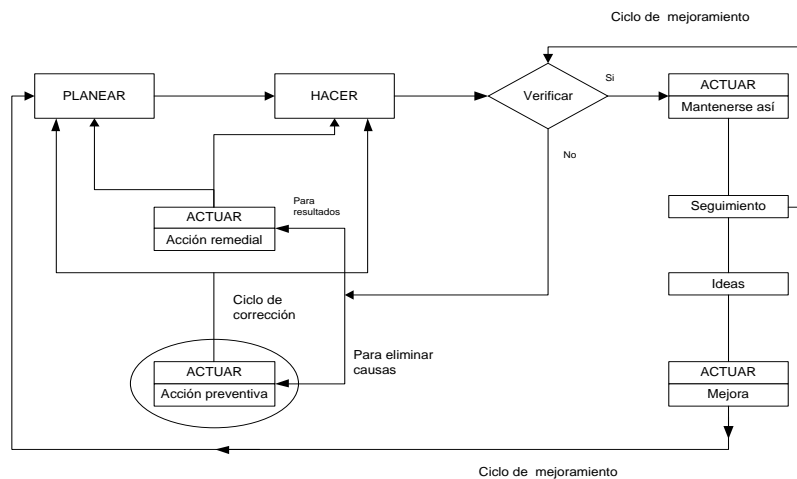 Ciclo de mejoramiento
PLANEAR
HACER
Verificar
Si
ACTUAR
Mantenerse así
No
Para
resultados
ACTUAR
Acción remedial
Seguimiento
Ciclo de
corrección
Ideas
Para eliminar
causas
ACTUAR
Acción preventiva
ACTUAR
Mejora
Ciclo de mejoramiento